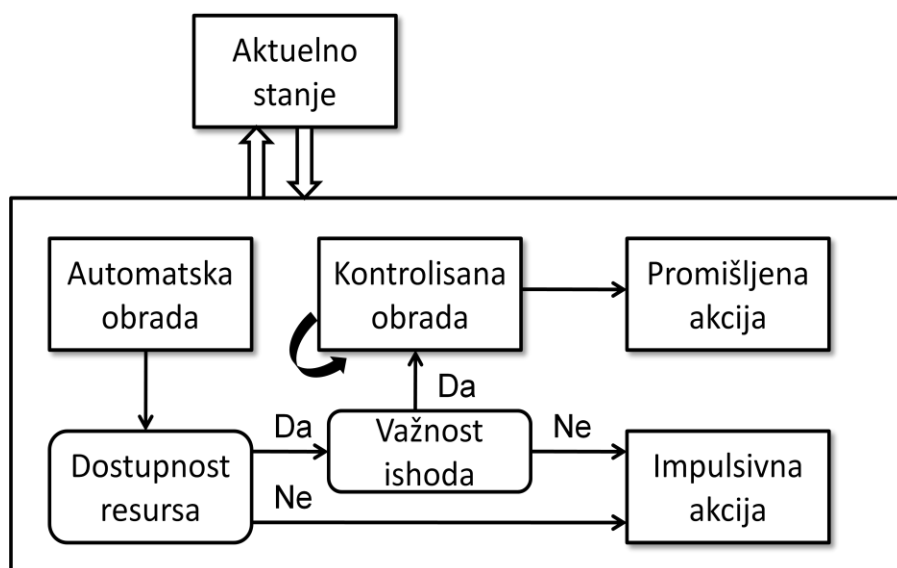 Aktuelno
stanje
Automatska
obrada
Kontrolisana
obrada
Promišljena
akcija
Da
Da
Važnost
ishoda
Ne
Dostupnost
resursa
Ne
Impulsivna
akcija